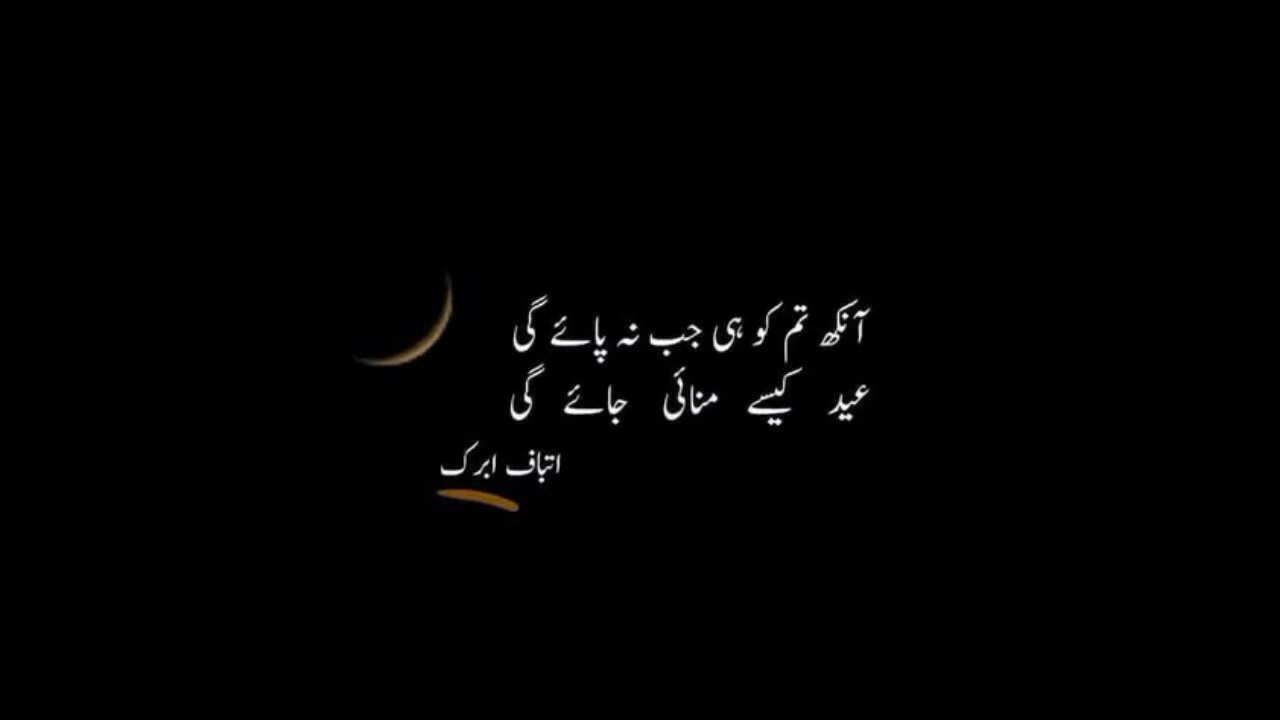 آنکھ تم کو ہی جب نہ پائے گی
عید کیسے منائی جائے گی
اتباف ابرک